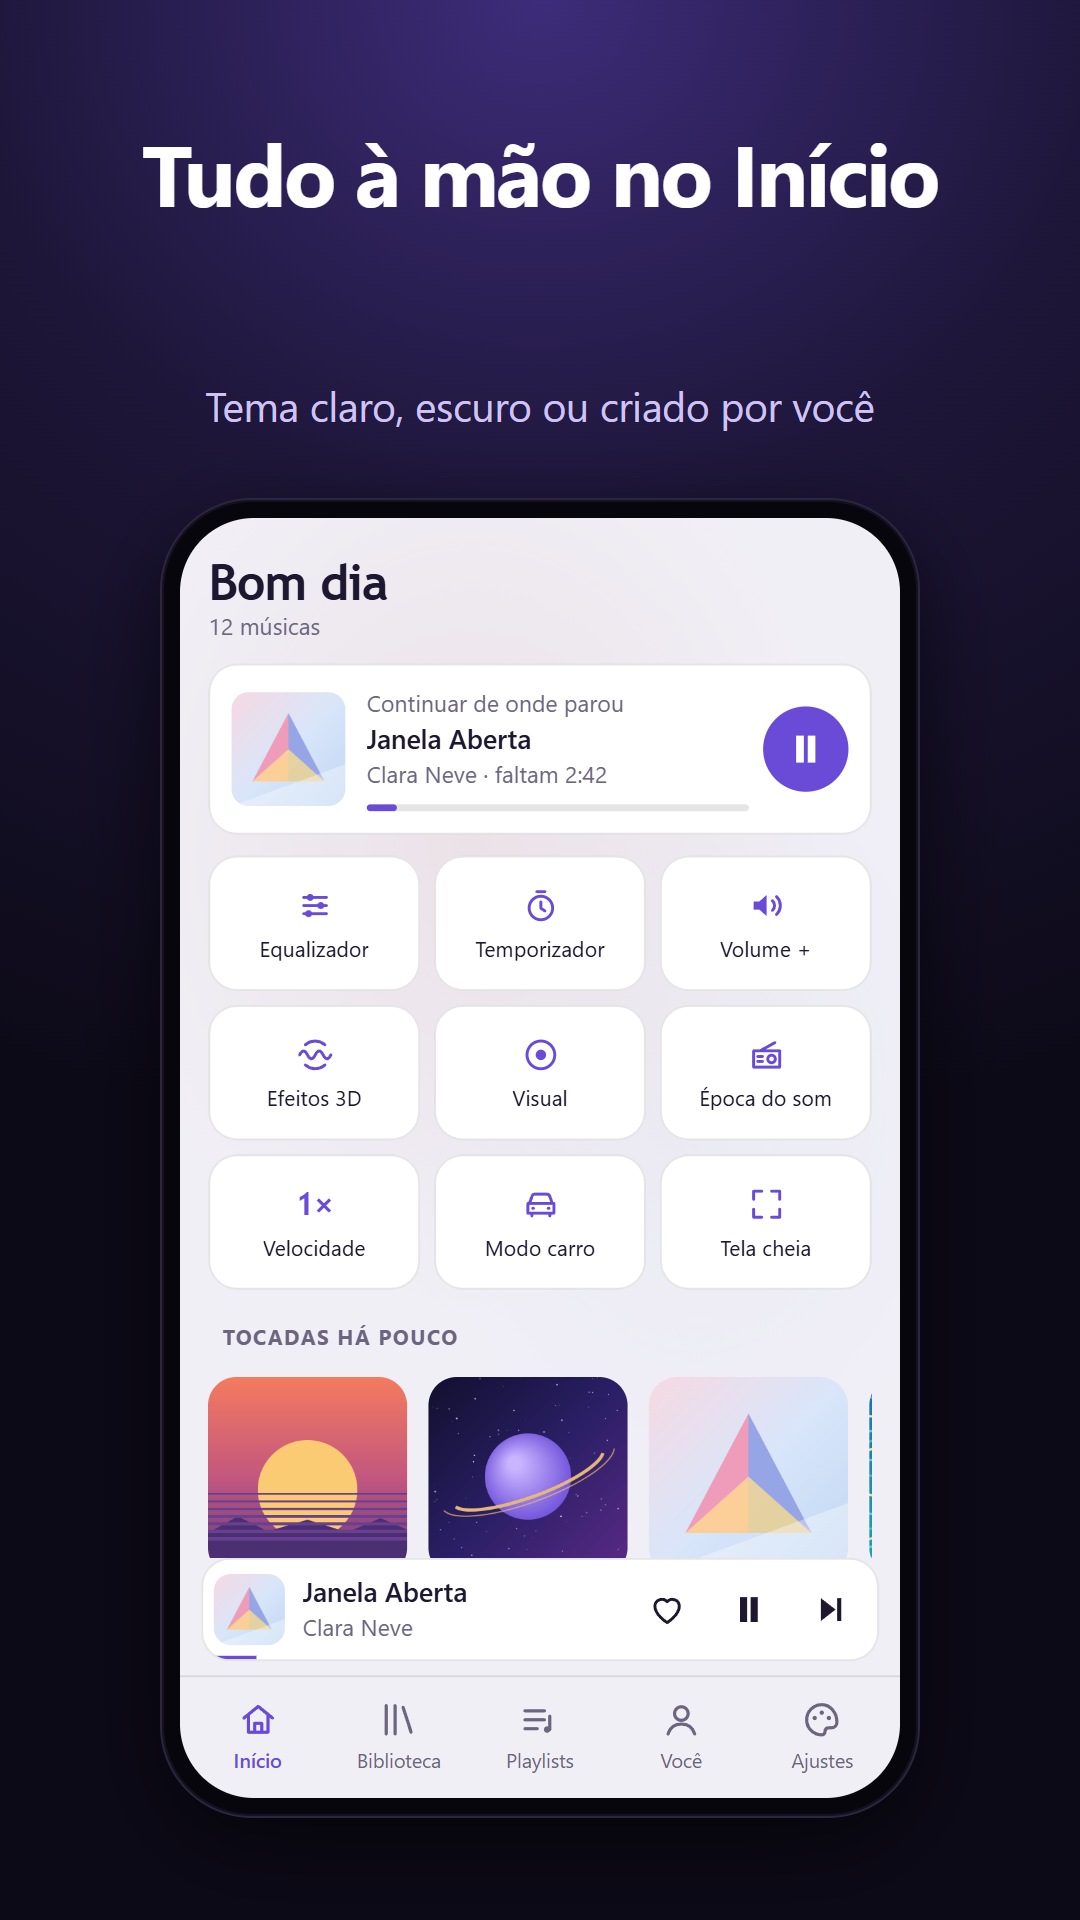 Tudo à mão no Início
Tema claro, escuro ou criado por você
Bom dia
12 músicas
Continuar de onde parou
Janela Aberta
Clara Neve · faltam 2:42
Equalizador
Temporizador
Volume +
Efeitos 3D
Visual
Época do som
1×
Velocidade
Modo carro
Tela cheia
TOCADAS HÁ POUCO
Janela Aberta
Clara Neve
Início
Biblioteca
Playlists
Você
Ajustes